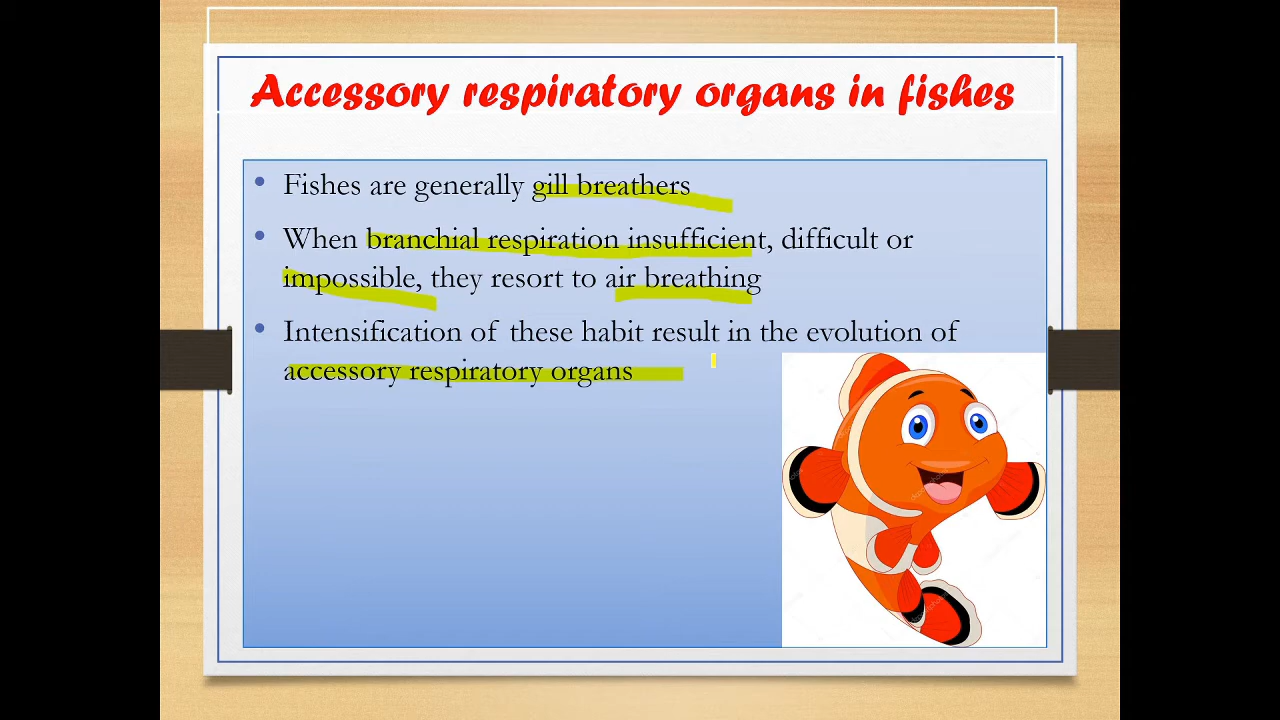 Accessory respiratory organs in fishes
• Fishes are generally gill breathers
• When branchial respiration insufficient, difficult or
impossible, they resort to air breathing
• Intensification of these habit result in the evolution of
accessory respiratory organs